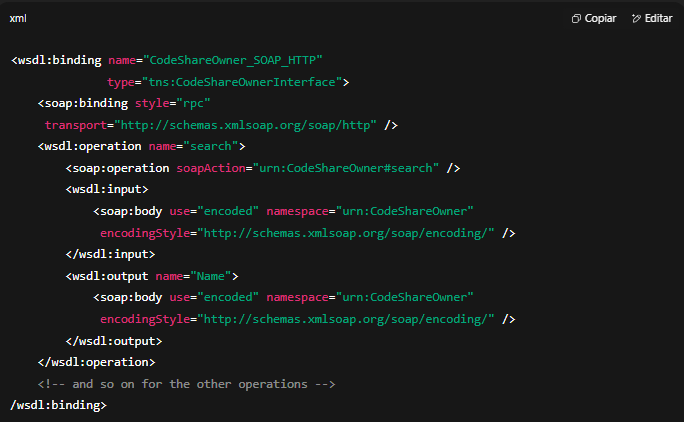 xml Copiar Editar
<wsdl:binding name="CodeShareOwner_SOAP_HTTP"
type="tns:CodeShareOwnerInterface">
<soap:binding style="rpc"
transport="http://schemas.xmlsoap.org/soap/http" />
<wsdl:operation name="search">
<soap:operation soapAction="urn:CodeShareOwner#search" />
<wsdl:input>
<soap:body use="encoded" namespace="urn:CodeShareOwner"
encodingStyle="http://schemas.xmlsoap.org/soap/encoding/" />
</wsdl:input>
<wsdl:output name="Name">
<soap:body use="encoded" namespace="urn:CodeShareOwner"
encodingStyle="http://schemas.xmlsoap.org/soap/encoding/" />
</wsdl:output>
</wsdl:operation>
<!-- and so on for the other operations -->
/wsdl:binding>